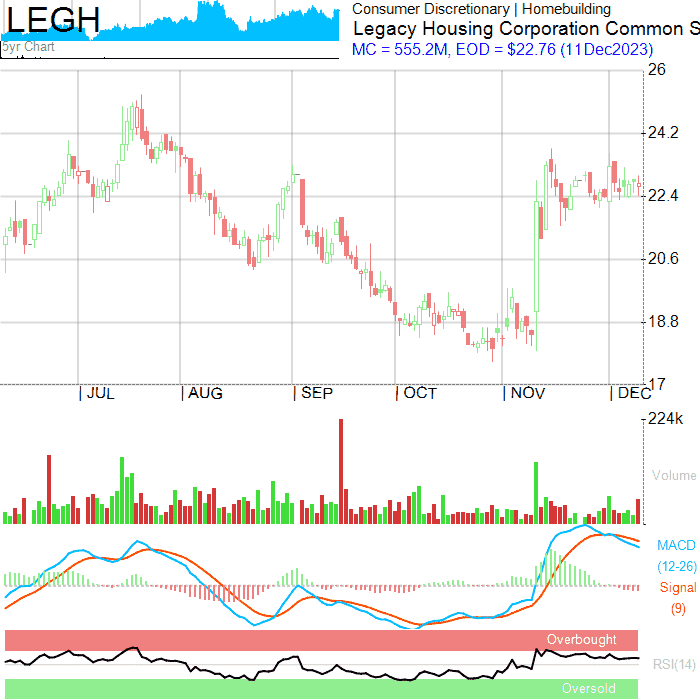 LEGH
5yr Chart
Consumer Discretionary | Homebuilding
Legacy Housing Corporation Common S
MC = 555.2M, EOD = $22.76 (11Dec2023)
26
24.2
22.4
20.6
18.8
17
JUL
AUG
SEP
OCT
NOV
DEC
224k
Volume
MACD
(12-26)
Signal
(9)
Overbought
RSI(14)
Oversold